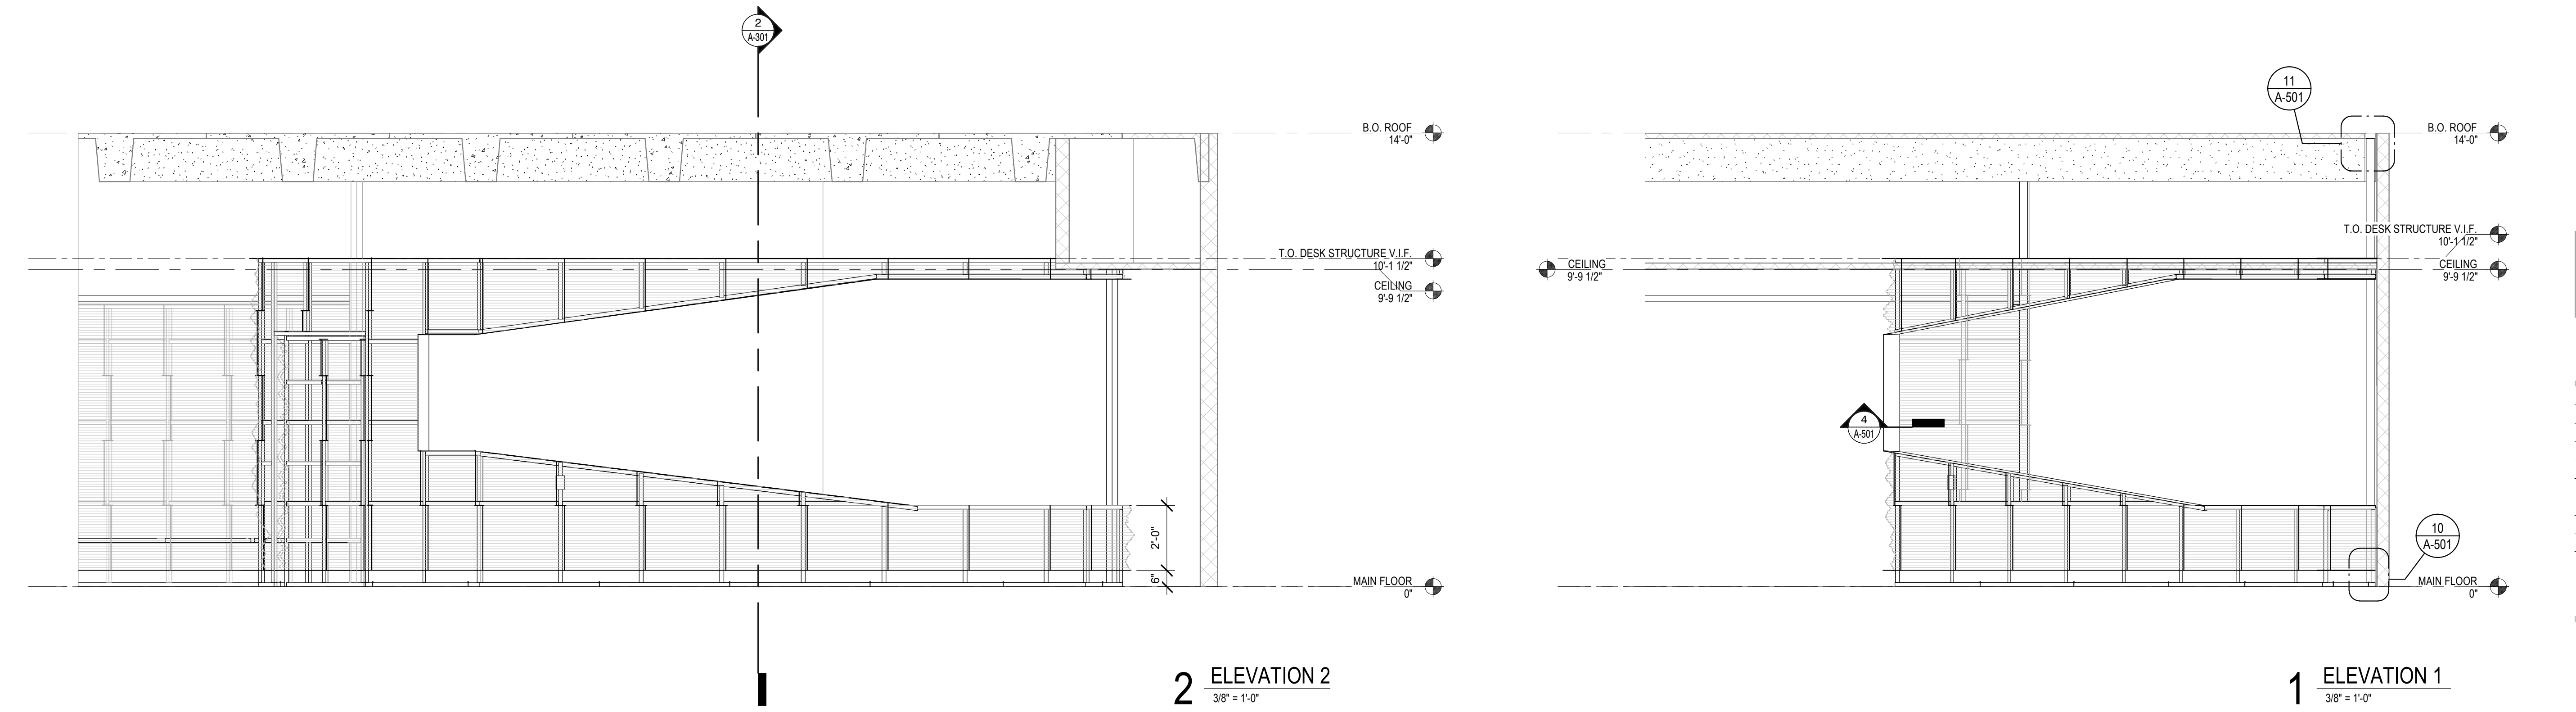 2
A-301
B.O. ROOF
14'-0"
T.O. DESK STRUCTURE V.I.F.
10'-1 1/2"
CEILING
9'-9 1/2"
2'-0"
6"
MAIN FLOOR
0"
2
ELEVATION 2
3/8" = 1'-0"
11
A-501
B.O. ROOF
14'-0"
T.O. DESK STRUCTURE V.I.F.
10'-1 1/2"
CEILING
9'-9 1/2"
CEILING
9'-9 1/2"
4
A-501
10
A-501
MAIN FLOOR
0"
1
ELEVATION 1
3/8" = 1'-0"